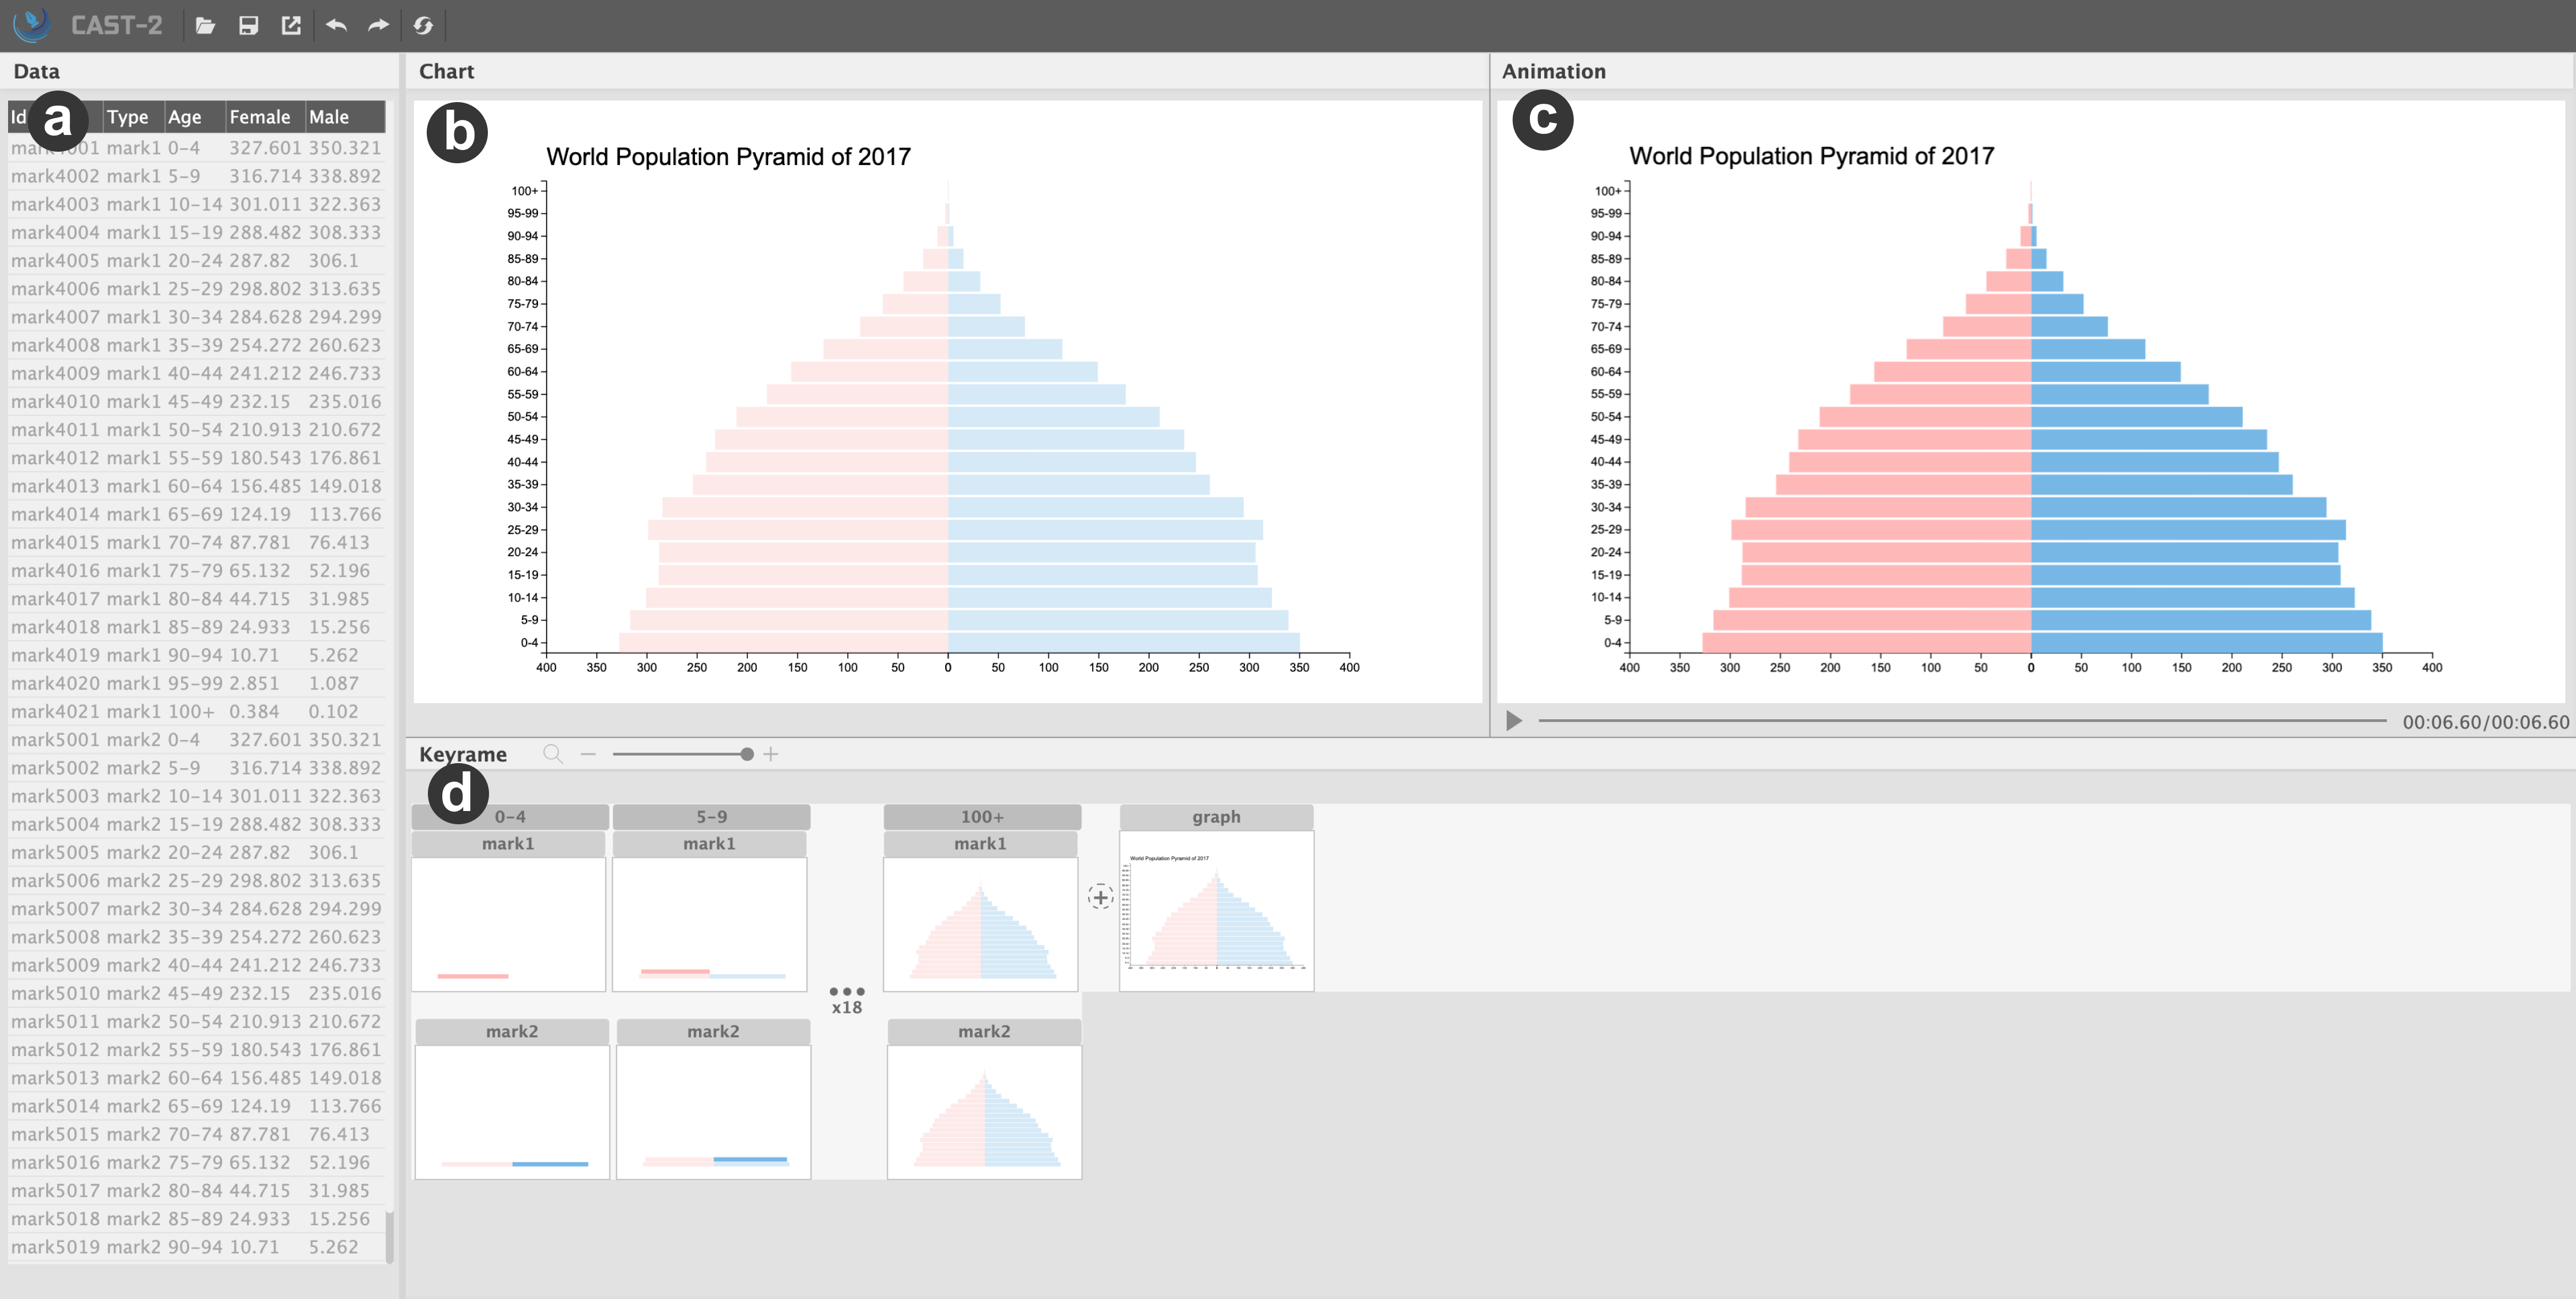 CAST-2
Data
a
Id Type Age Female Male
mark4001 mark1 0-4 327.601 350.321
mark4002 mark1 5-9 316.714 338.892
mark4003 mark1 10-14 301.011 322.363
mark4004 mark1 15-19 288.482 308.333
mark4005 mark1 20-24 287.82 306.1
mark4006 mark1 25-29 298.802 313.635
mark4007 mark1 30-34 284.628 294.299
mark4008 mark1 35-39 254.272 260.623
mark4009 mark1 40-44 241.212 246.733
mark4010 mark1 45-49 232.15 235.016
mark4011 mark1 50-54 210.913 210.672
mark4012 mark1 55-59 180.543 176.861
mark4013 mark1 60-64 156.485 149.018
mark4014 mark1 65-69 124.19 113.766
mark4015 mark1 70-74 87.781 76.413
mark4016 mark1 75-79 65.132 52.196
mark4017 mark1 80-84 44.715 31.985
mark4018 mark1 85-89 24.933 15.256
mark4019 mark1 90-94 10.71 5.262
mark4020 mark1 95-99 2.851 1.087
mark4021 mark1 100+ 0.384 0.102
mark5001 mark2 0-4 327.601 350.321
mark5002 mark2 5-9 316.714 338.892
mark5003 mark2 10-14 301.011 322.363
mark5004 mark2 15-19 288.482 308.333
mark5005 mark2 20-24 287.82 306.1
mark5006 mark2 25-29 298.802 313.635
mark5007 mark2 30-34 284.628 294.299
mark5008 mark2 35-39 254.272 260.623
mark5009 mark2 40-44 241.212 246.733
mark5010 mark2 45-49 232.15 235.016
mark5011 mark2 50-54 210.913 210.672
mark5012 mark2 55-59 180.543 176.861
mark5013 mark2 60-64 156.485 149.018
mark5014 mark2 65-69 124.19 113.766
mark5015 mark2 70-74 87.781 76.413
mark5016 mark2 75-79 65.132 52.196
mark5017 mark2 80-84 44.715 31.985
mark5018 mark2 85-89 24.933 15.256
mark5019 mark2 90-94 10.71 5.262
Chart
b
World Population Pyramid of 2017
100+
95-99
90-94
85-89
80-84
75-79
70-74
65-69
60-64
55-59
50-54
45-49
40-44
35-39
30-34
25-29
20-24
15-19
10-14
5-9
0-4
400 350 300 250 200 150 100 50 0 50 100 150 200 250 300 350 400
Animation
c
World Population Pyramid of 2017
100+
95-99
90-94
85-89
80-84
75-79
70-74
65-69
60-64
55-59
50-54
45-49
40-44
35-39
30-34
25-29
20-24
15-19
10-14
5-9
0-4
400 350 300 250 200 150 100 50 0 50 100 150 200 250 300 350 400
00:06.60/00:06.60
Keyrame
d
0-4 5-9 100+ graph
mark1 mark1 mark1
World Population Pyramid of 2017
x18
mark2 mark2 mark2